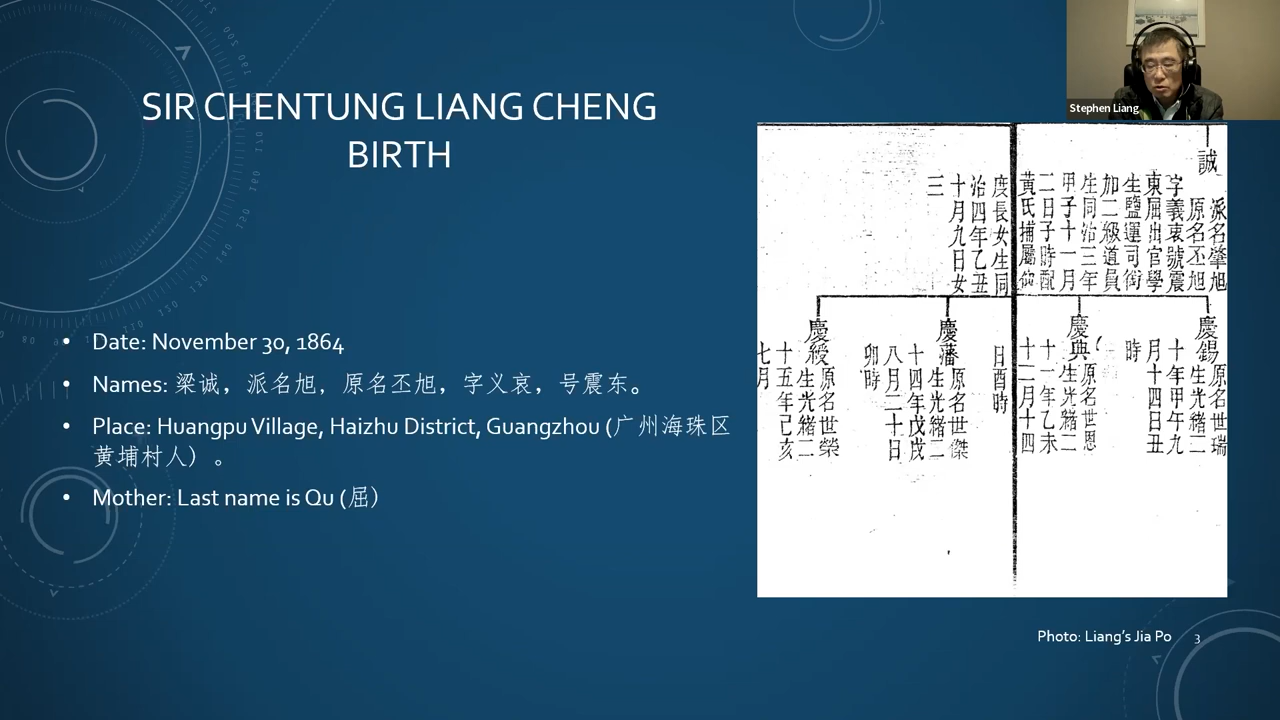 SIR CHENTUNG LIANG CHENG
BIRTH
• Date: November 30, 1864
• Names: 梁诚，派名旭，原名丕旭，字义衷，号震东。
• Place: Huangpu Village, Haizhu District, Guangzhou (广州海珠区
黄埔村人）。
• Mother: Last name is Qu (屈）
Stephen Liang
誠
派名肇旭
原名丕旭
字義衷號震
東屈出官學
生鹽運司銜
加二級道員
生同治三年
甲子十一月
二日子時配
黃氏捕屬
度長女生同
治四年乙丑
十月九日女
三
慶錫
原名世瑞
生光緒二
十年甲午九
月十四日丑
時
慶典
原名世恩
生光緒二
十一年乙未
十二月十四
日酉時
慶藩
原名世傑
生光緒二
十四年戊戌
八月二十日
卯時
慶綬
原名世榮
生光緒二
十五年己亥
七月
Photo: Liang's Jia Po
3